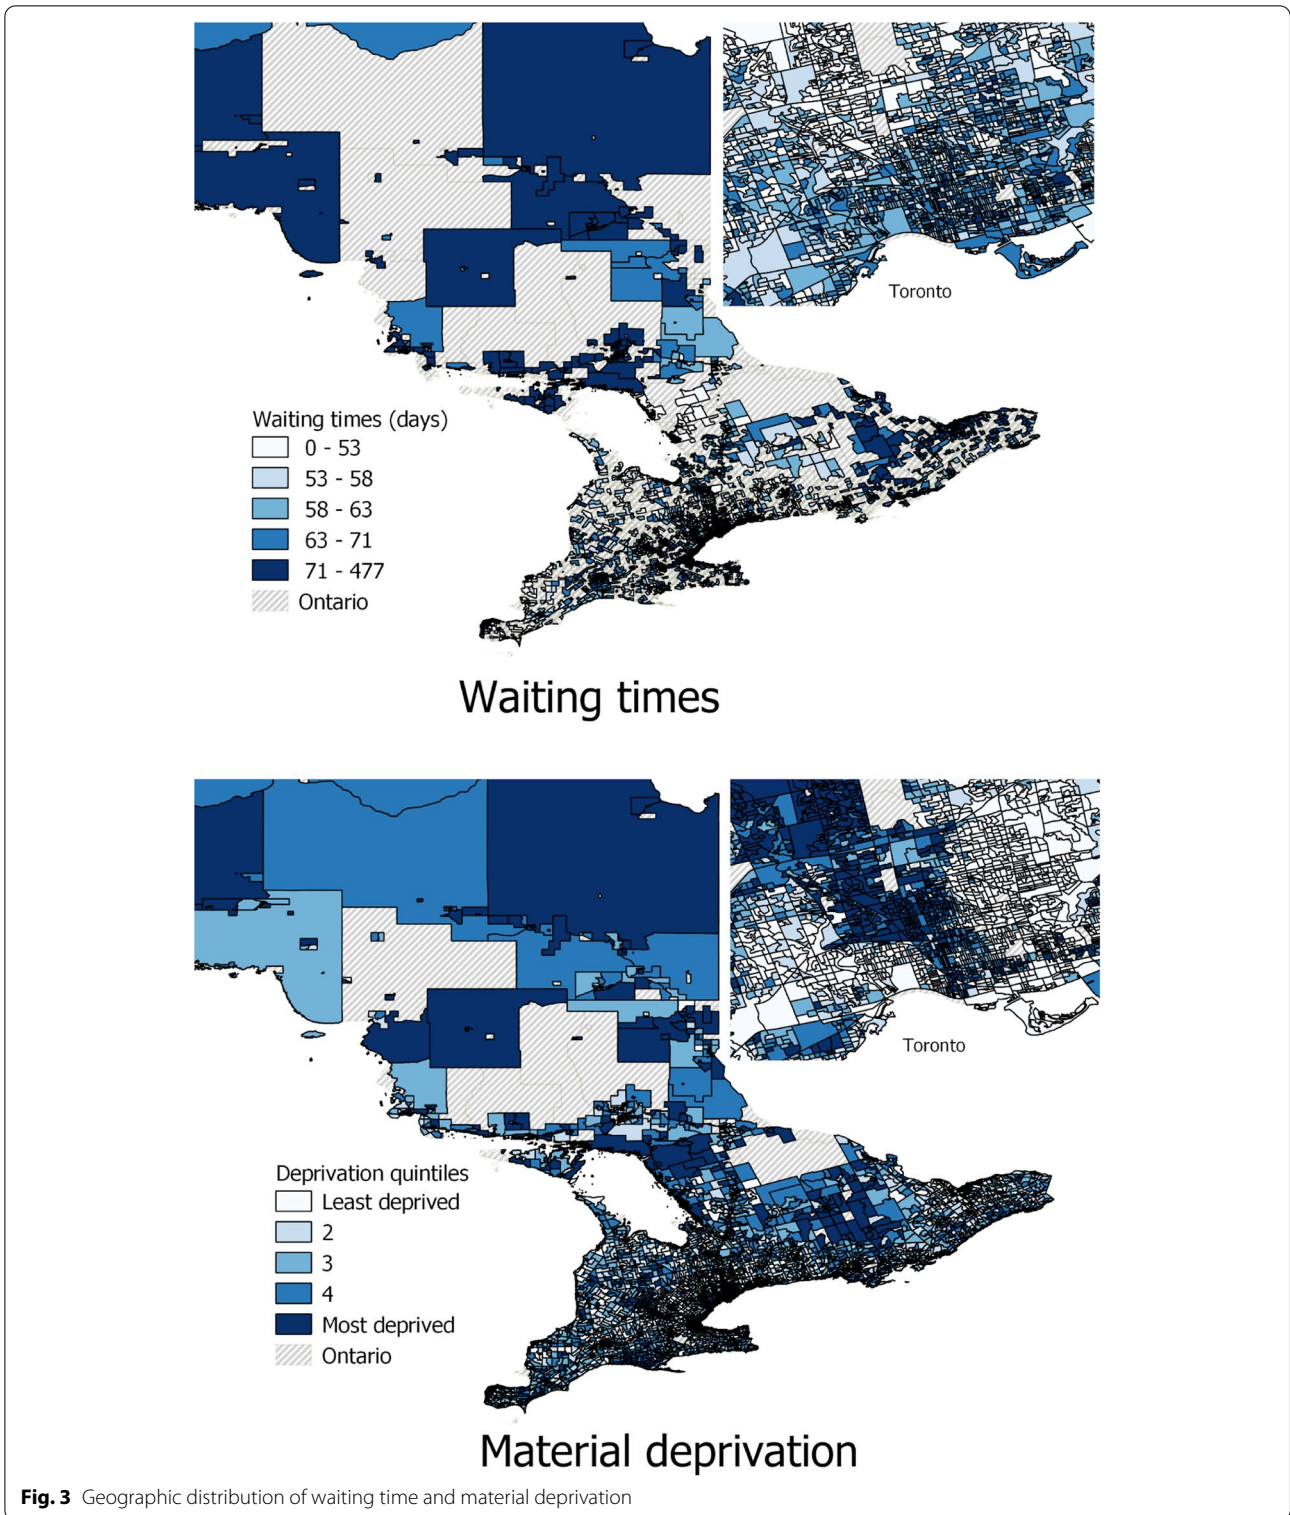 Toronto
Waiting times (days)
0 - 53
53 - 58
58 - 63
63 - 71
71 - 477
Ontario
Waiting times
Toronto
Deprivation quintiles
Least deprived
2
3
4
Most deprived
Ontario
Material deprivation
Fig. 3 Geographic distribution of waiting time and material deprivation